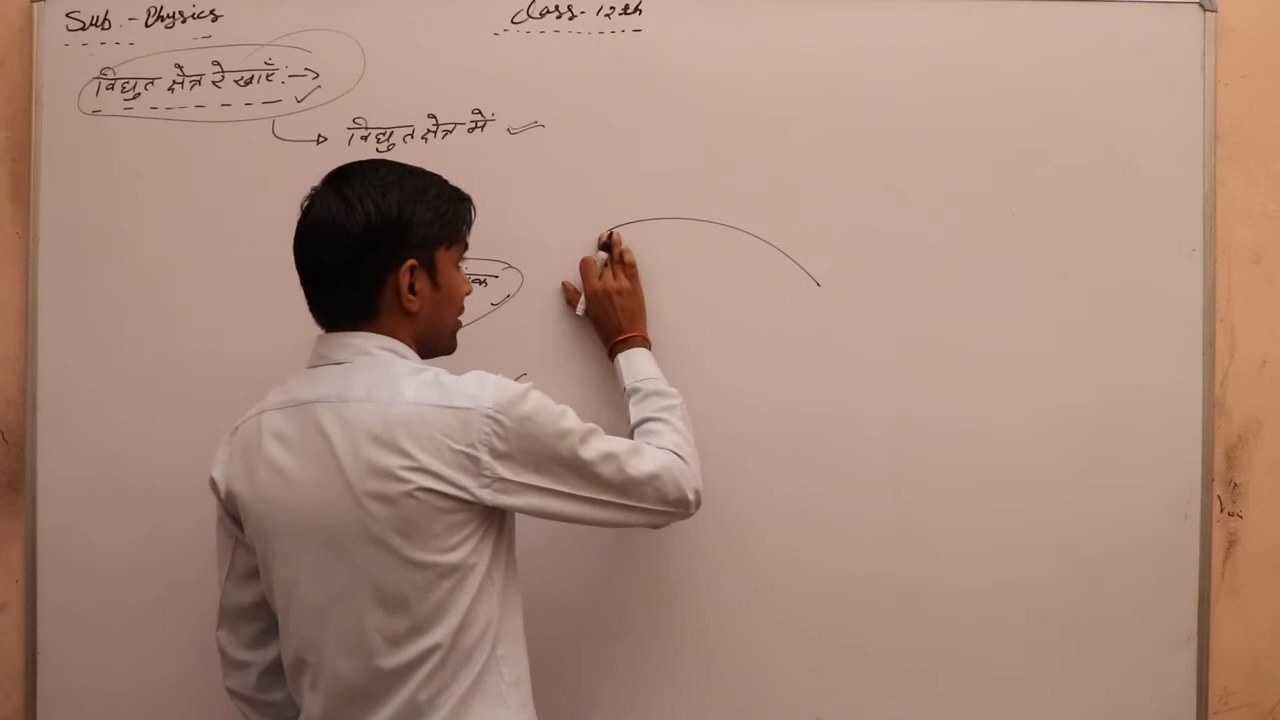 Sub. - Physics
Class - 12th
विद्युत क्षेत्र रेखाएँ :->
-> विद्युत क्षेत्र में